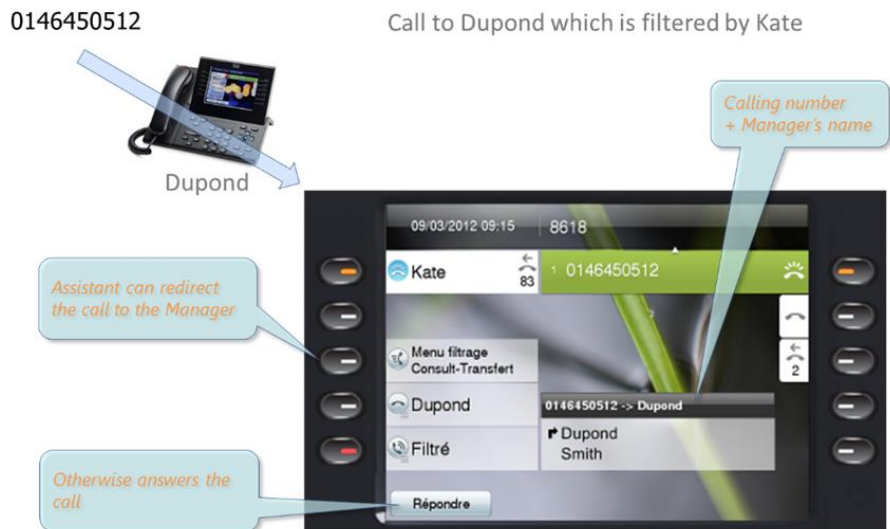 0146450512
Call to Dupond which is filtered by Kate
Calling number
+ Manager's name
Dupond
09/03/2012 09:15
8618
Kate
83
1 0146450512
Assistant can redirect
the call to the Manager
2
Menu filtrage
Consult-Transfert
2
Dupond
0146450512 -> Dupond
Dupond
Smith
Filtré
Otherwise answers the
call
Répondre